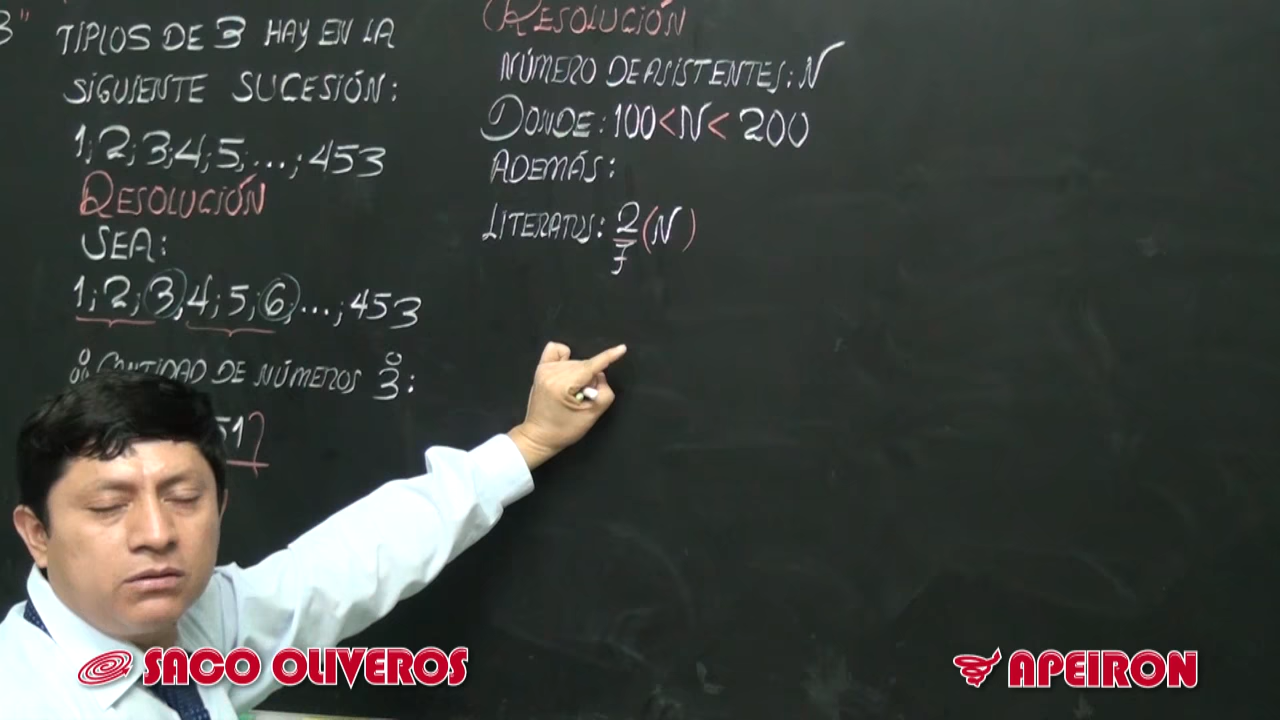 3"
TIPLOS DE 3 HAY EN LA
SIGUIENTE SUCESIÓN:
1; 2; 3; 4; 5; ...; 453
RESOLUCIÓN
SEA:
1; 2; 3; 4; 5; 6; ...; 453
CANTIDAD DE NÚMEROS 3̊:
51
RESOLUCIÓN
NÚMERO DE ASISTENTES: N
DONDE: 100 < N < 200
ADEMÁS:
LITERATOS: 2/7 (N)
SACO OLIVEROS
APEIRON